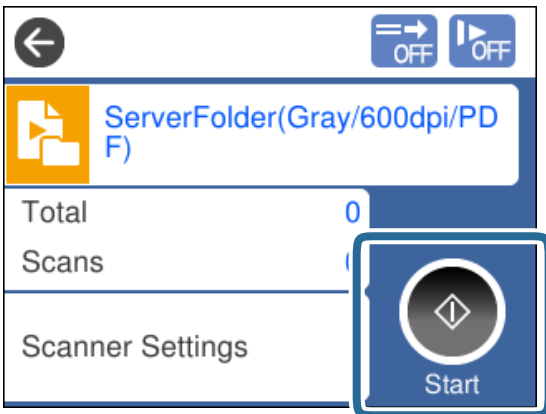 OFF
OFF
ServerFolder(Gray/600dpi/PD
F)
Total 0
Scans
Scanner Settings
Start